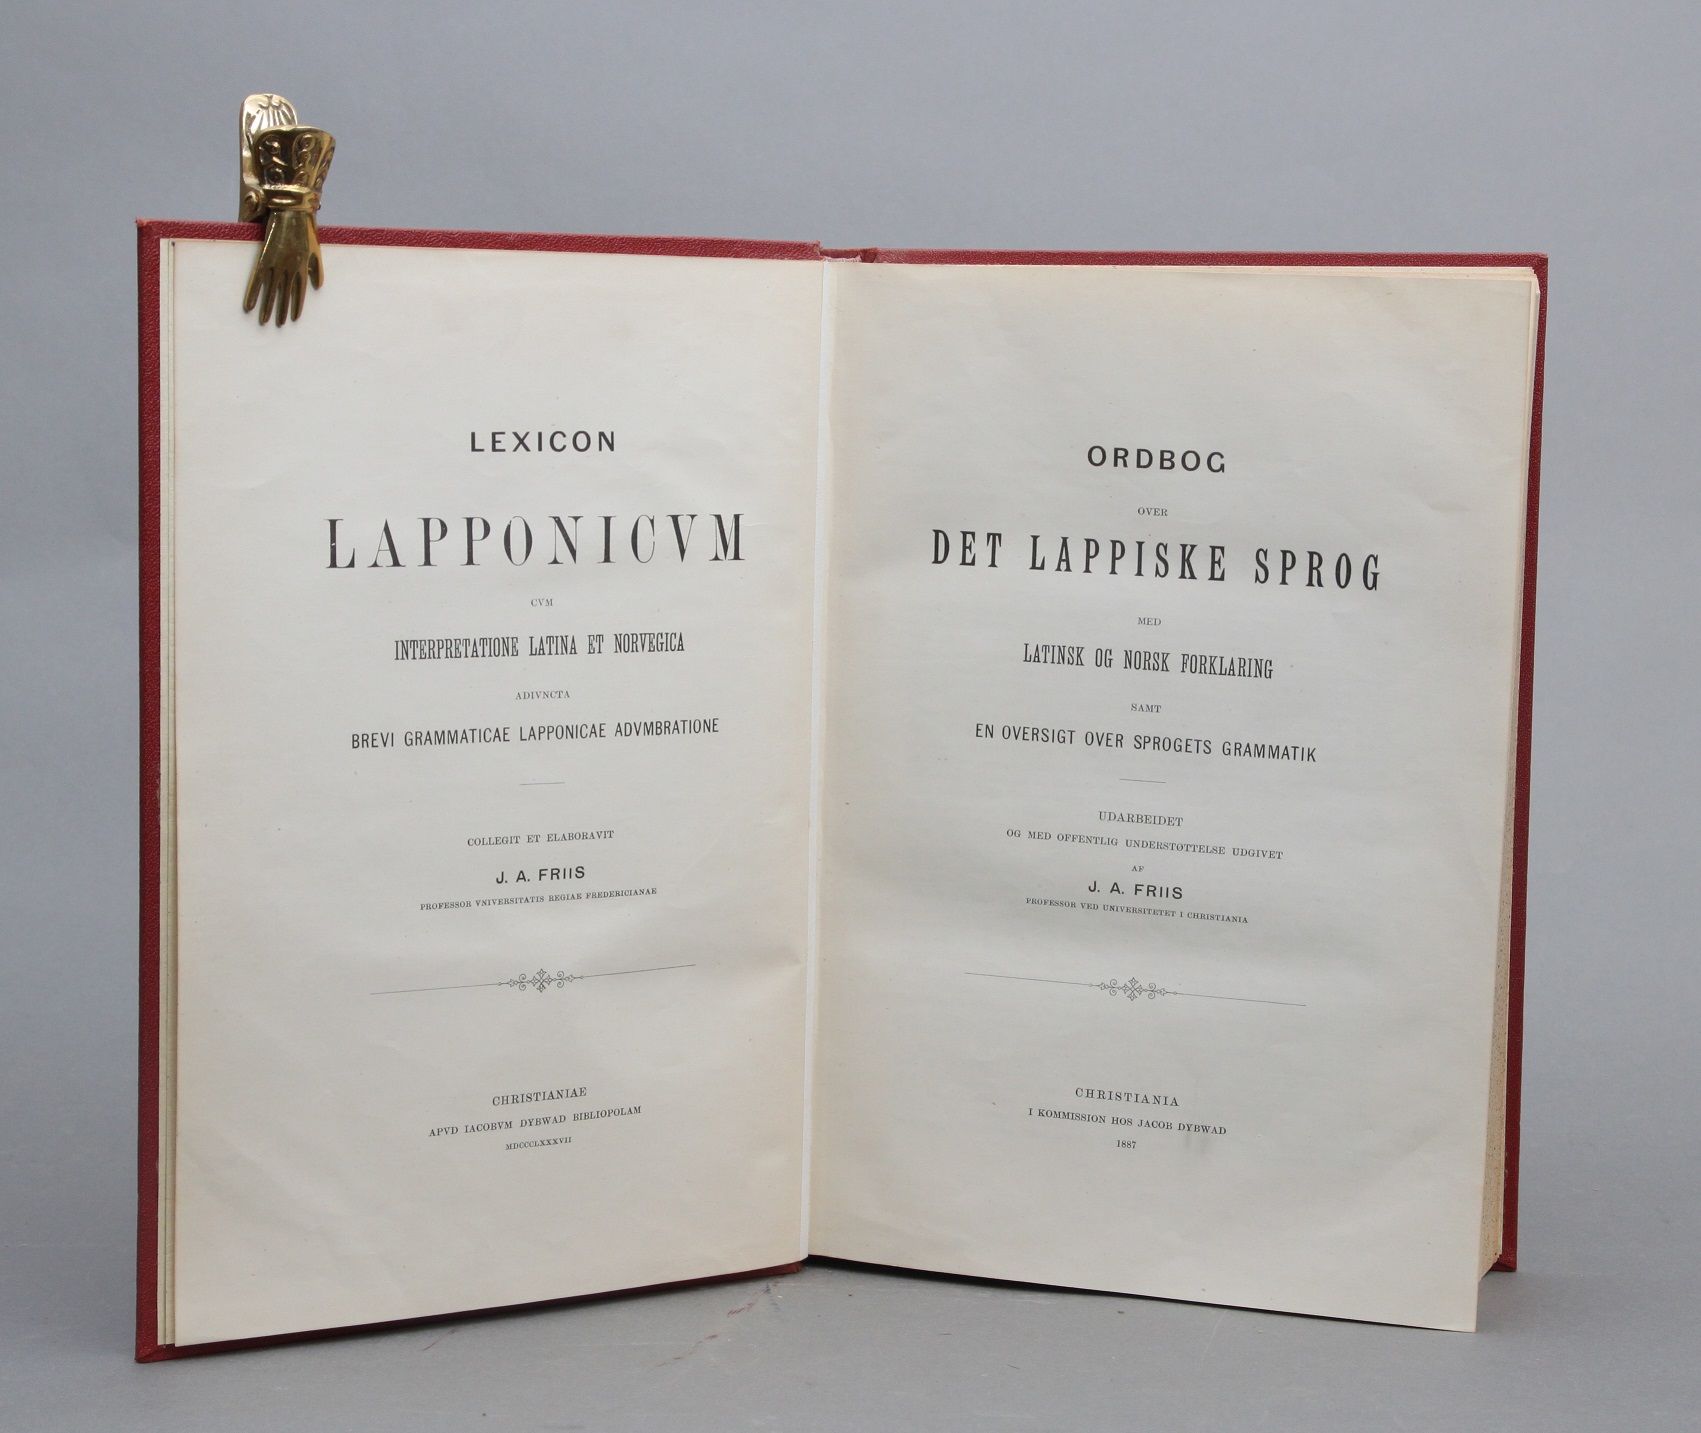 LEXICON
LAPPONICVM
CVM
INTERPRETATIONE LATINA ET NORVEGICA
ADIVNCTA
BREVI GRAMMATICAE LAPPONICAE ADVMBRATIONE
COLLEGIT ET ELABORAVIT
J. A. FRIIS
PROFESSOR VNIVERSITATIS REGIAE FREDERICIANAE
CHRISTIANIAE
APVD IACOBVM DYBWAD BIBLIOPOLAM
MDCCCLXXXVII
ORDBOG
OVER
DET LAPPISKE SPROG
MED
LATINSK OG NORSK FORKLARING
SAMT
EN OVERSIGT OVER SPROGETS GRAMMATIK
UDARBEIDET
OG MED OFFENTLIG UNDERSTØTTELSE UDGIVET
AF
J. A. FRIIS
PROFESSOR VED UNIVERSITETET I CHRISTIANIA
CHRISTIANIA
I KOMMISSION HOS JACOB DYBWAD
1887